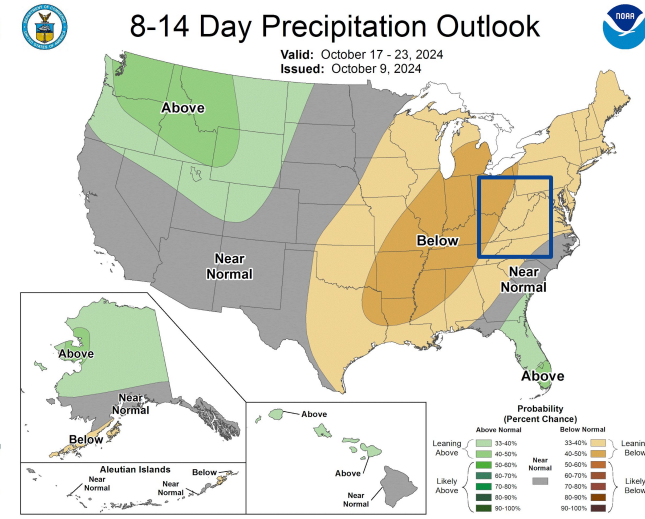 8-14 Day Precipitation Outlook
Valid: October 17 - 23, 2024
Issued: October 9, 2024
NOAA
Above
Near
Normal
Below
Near
Normal
Above
Above
Near
Normal
Below
Aleutian Islands
Near
Normal
Near
Normal
Below
Above
Above
Near
Normal
Probability
(Percent Chance)
Above Normal
Below Normal
Leaning
Above
33-40%
40-50%
Likely
Above
50-60%
60-70%
70-80%
80-90%
90-100%
Near
Normal
33-40%
40-50%
50-60%
60-70%
70-80%
80-90%
90-100%
Leanin
Below
Likely
Below